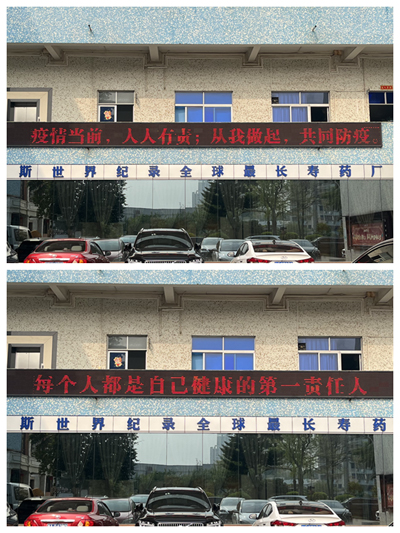 疫情当前，人人有责；从我做起，共同防疫。
斯世界纪录全球最长寿药厂
每个人都是自己健康的第一责任人
斯世界纪录全球最长寿药